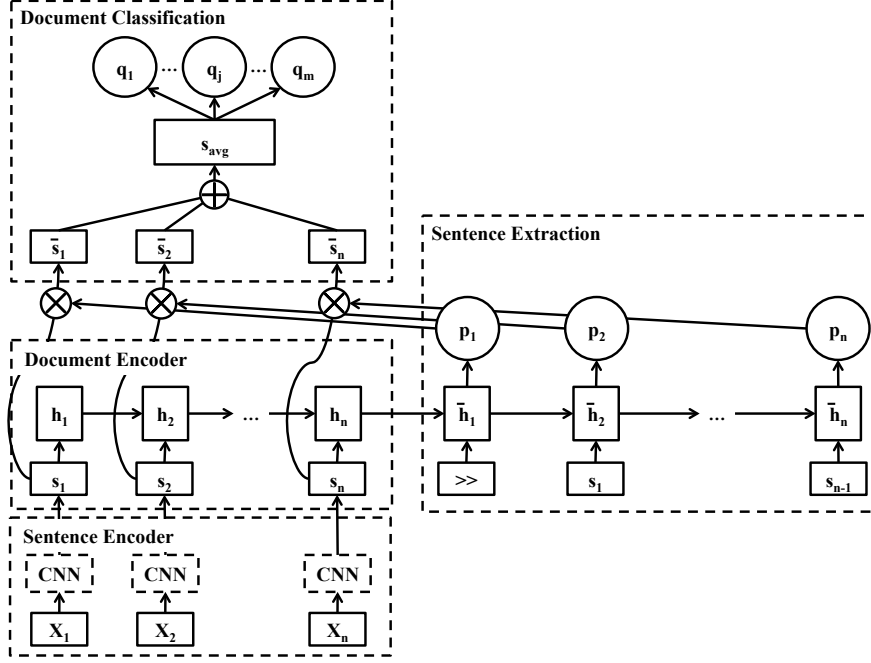 Document Classification
q1 ... qj ... qm
savg
s̄1 s̄2 s̄n
Sentence Extraction
p1 p2 pn
Document Encoder
h1 h2 ... hn h̄1 h̄2 ... h̄n
s1 s2 sn >> s1 sn-1
Sentence Encoder
CNN CNN CNN
X1 X2 Xn